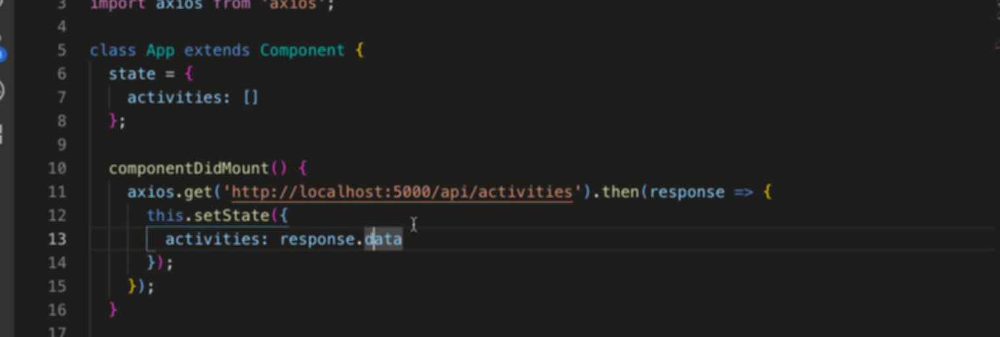 3 import axios from 'axios';
4
5 class App extends Component {
6 state = {
7 activities: []
8 };
9
10 componentDidMount() {
11 axios.get('http://localhost:5000/api/activities').then(response => {
12 this.setState({
13 activities: response.data
14 });
15 });
16 }
17